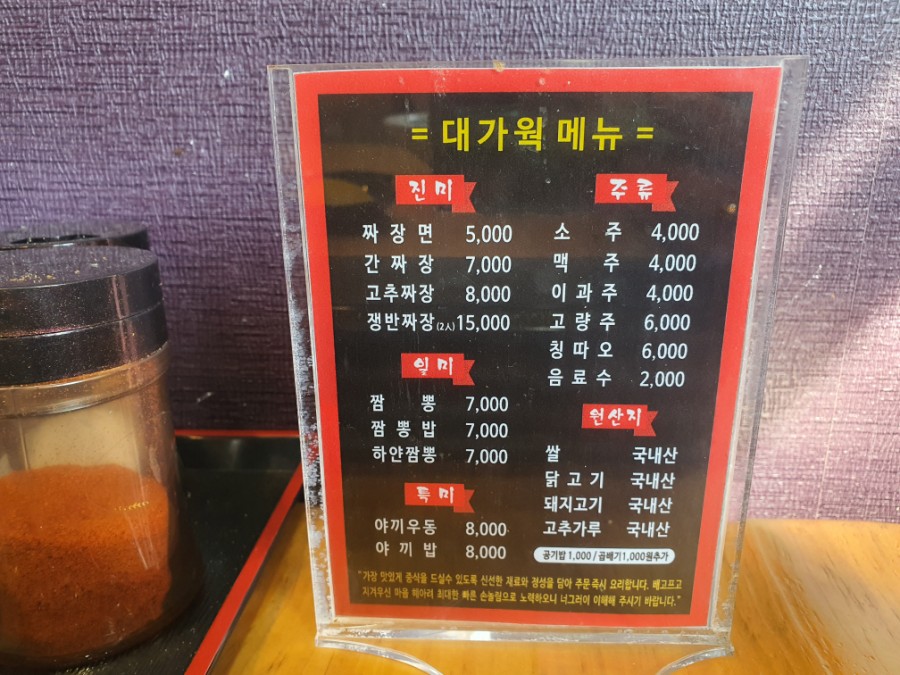 = 대가웍 메뉴 =
진미
짜장면 5,000
간짜장 7,000
고추짜장 8,000
쟁반짜장(2人) 15,000
일미
짬뽕 7,000
짬뽕밥 7,000
하얀짬뽕 7,000
특미
야끼우동 8,000
야끼밥 8,000
주류
소주 4,000
맥주 4,000
이과주 4,000
고량주 6,000
칭따오 6,000
음료수 2,000
원산지
쌀 국내산
닭고기 국내산
돼지고기 국내산
고추가루 국내산
공기밥 1,000 / 곱배기1,000원추가
"가장 맛있게 중식을 드실수 있도록 신선한 재료와 정성을 담아 주문 즉시 요리합니다. 배고프고
지겨우신 마음 헤아려 최대한 빠른 손놀림으로 노력하오니 너그러이 이해해 주시기 바랍니다."